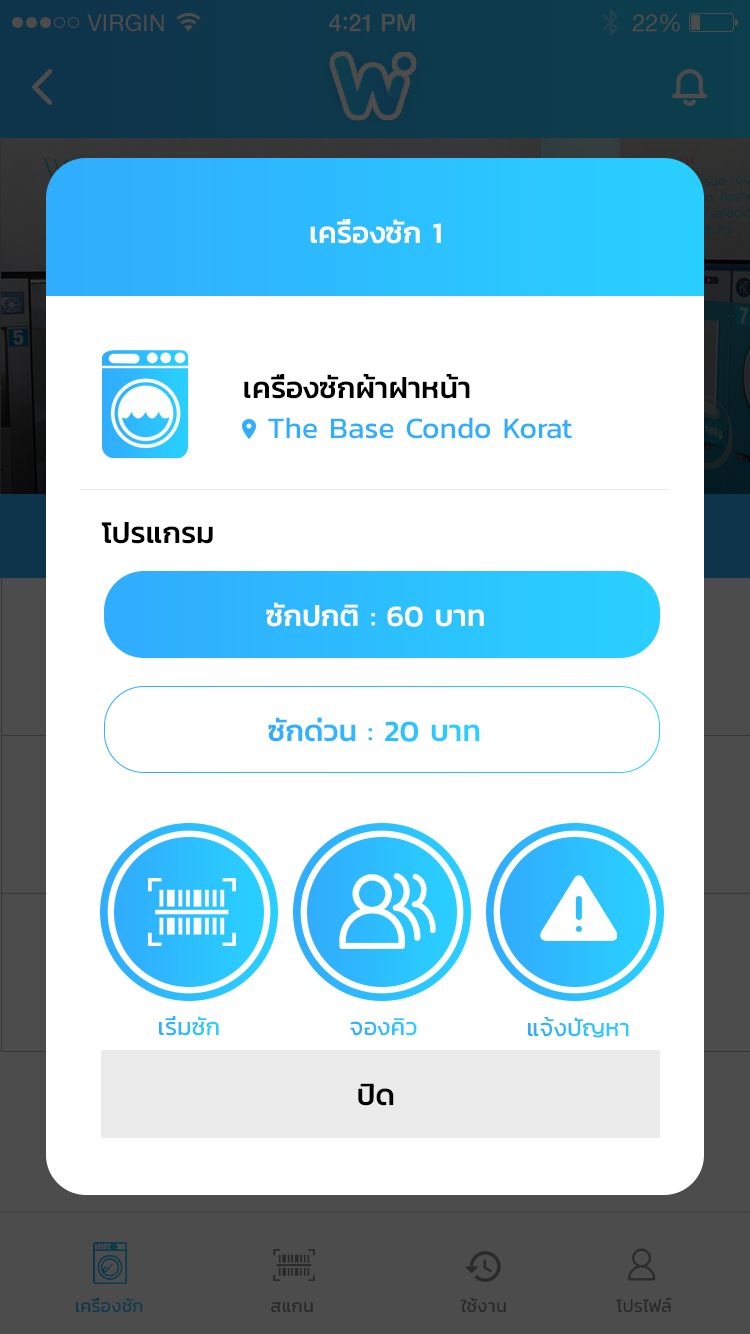 VIRGIN 4:21 PM 22%
W
เครื่องซัก 1
5
7
เครื่องซักผ้าฝาหน้า
The Base Condo Korat
โปรแกรม
ซักปกติ : 60 บาท
ซักด่วน : 20 บาท
เริ่มซัก จองคิว แจ้งปัญหา
ปิด
เครื่องซัก สแกน ใช้งาน โปรไฟล์